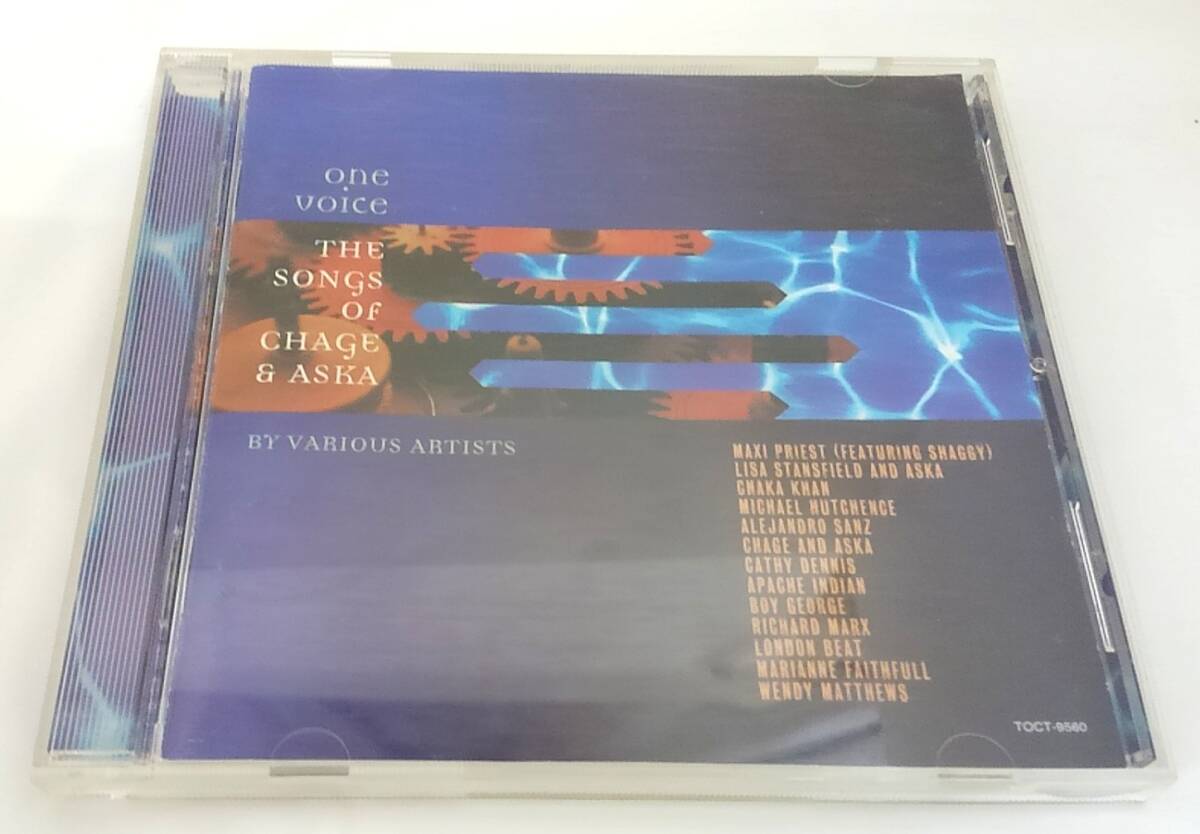 one
voice
THE
SONGS
OF
CHAGE
& ASKA
BY VARIOUS ARTISTS
MAXI PRIEST (FEATURING SHAGGY)
LISA STANSFIELD AND ASKA
CHAKA KHAN
MICHAEL HUTCHENCE
ALEJANDRO SANZ
CHAGE AND ASKA
CATHY DENNIS
APACHE INDIAN
BOY GEORGE
RICHARD MARX
LONDON BEAT
MARIANNE FAITHFULL
WENDY MATTHEWS
TOCT-9560